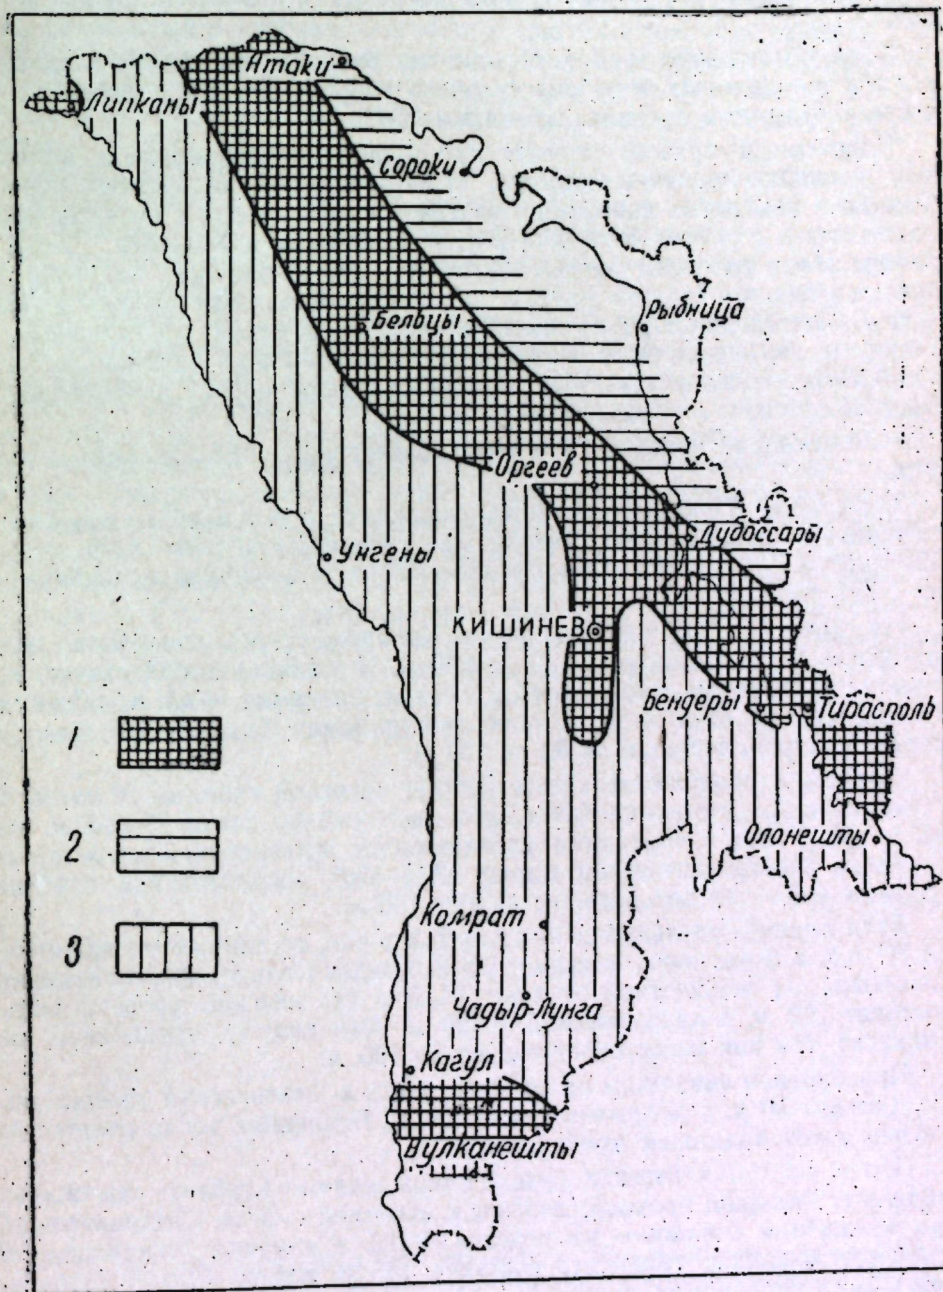 Атаки
Липканы
Сороки
Рыбница
Бельцы
Оргеев
Дубоссары
Унгены
КИШИНЕВ
Бендеры
Тирасполь
1
2
Олонешты
3
Комрат
Чадыр-Лунга
Кагул
Вулканешты